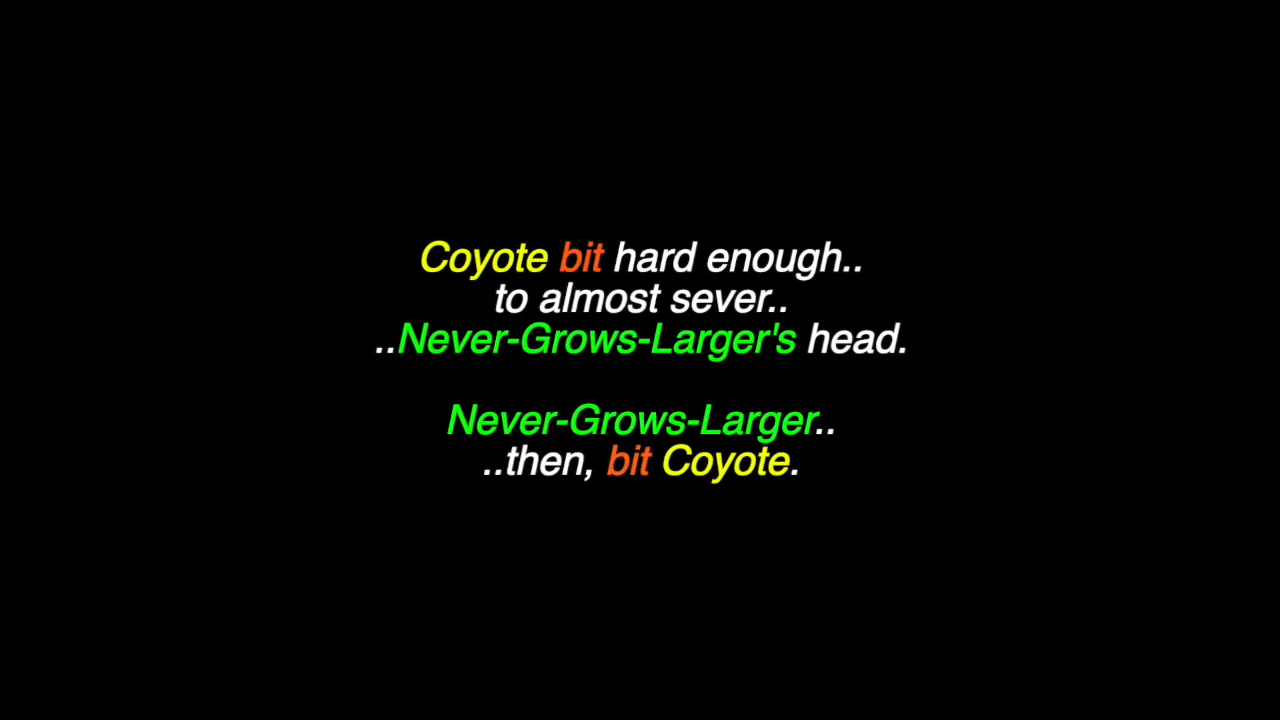 Coyote bit hard enough..
to almost sever..
..Never-Grows-Larger's head.
Never-Grows-Larger..
..then, bit Coyote.